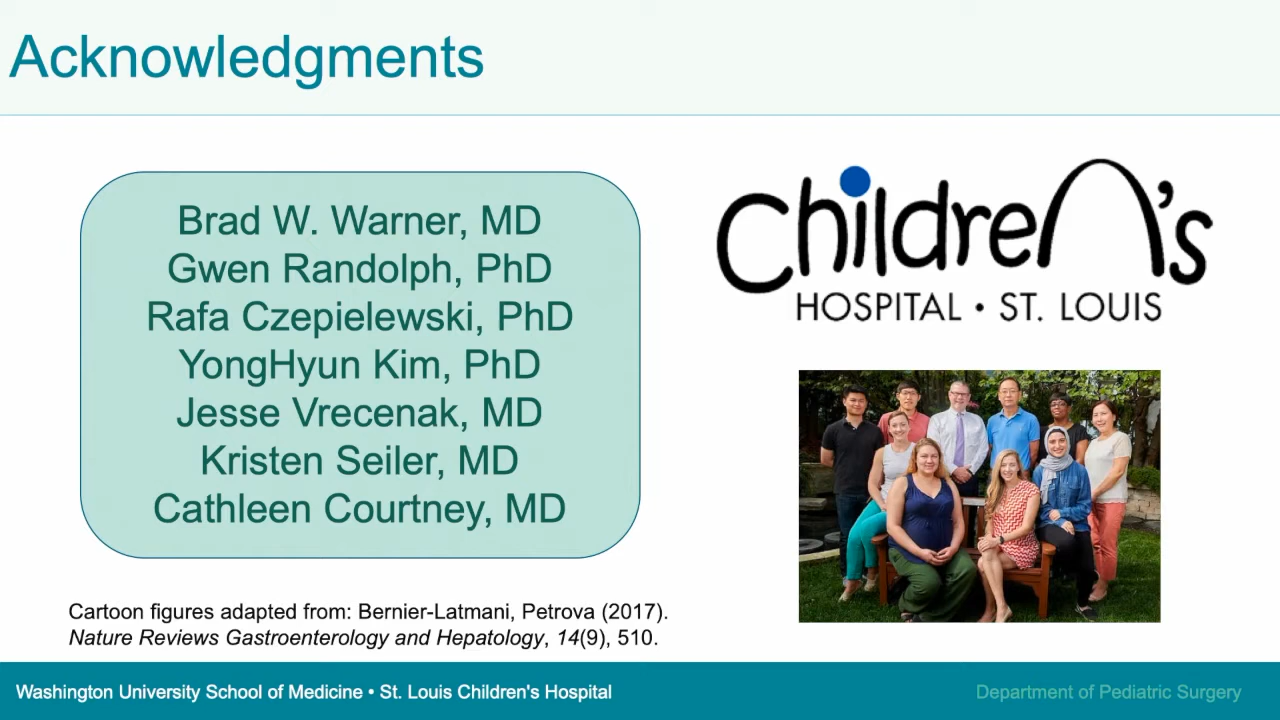 Acknowledgments
Brad W. Warner, MD
Gwen Randolph, PhD
Rafa Czepielewski, PhD
YongHyun Kim, PhD
Jesse Vrecenak, MD
Kristen Seiler, MD
Cathleen Courtney, MD
Children's
HOSPITAL • ST. LOUIS
Cartoon figures adapted from: Bernier-Latmani, Petrova (2017).
Nature Reviews Gastroenterology and Hepatology, 14(9), 510.
Washington University School of Medicine • St. Louis Children's Hospital
Department of Pediatric Surgery